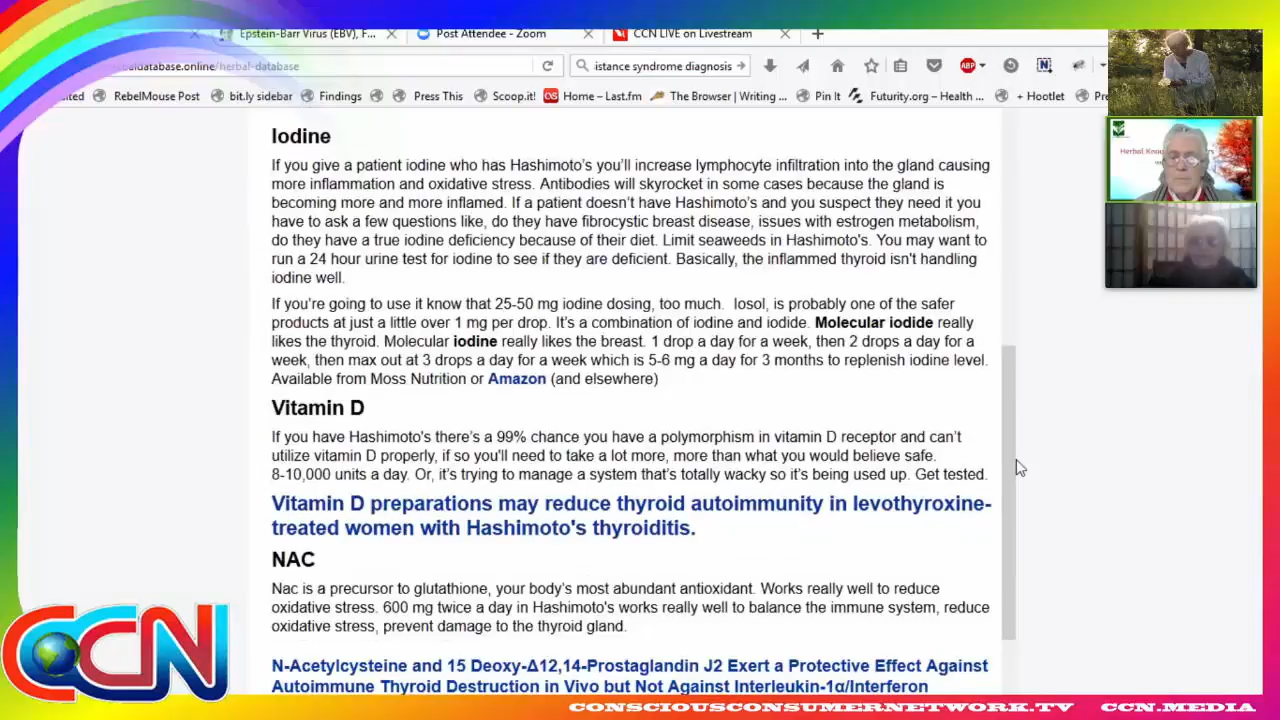 Epstein-Barr Virus (EBV), F...
Post Attendee - Zoom
CCN LIVE on Livestream
baldatabase.online/herbal-database
istance syndrome diagnosis
RebelMouse Post
bit.ly sidebar
Findings
Press This
Scoop.it!
Home – Last.fm
The Browser | Writing ...
Pin It
Futurity.org – Health ...
+ Hootlet
ABP
Iodine
If you give a patient iodine who has Hashimoto's you'll increase lymphocyte infiltration into the gland causing
more inflammation and oxidative stress. Antibodies will skyrocket in some cases because the gland is
becoming more and more inflamed. If a patient doesn't have Hashimoto's and you suspect they need it you
have to ask a few questions like, do they have fibrocystic breast disease, issues with estrogen metabolism,
do they have a true iodine deficiency because of their diet. Limit seaweeds in Hashimoto's. You may want to
run a 24 hour urine test for iodine to see if they are deficient. Basically, the inflammed thyroid isn't handling
iodine well.
If you're going to use it know that 25-50 mg iodine dosing, too much. Iosol, is probably one of the safer
products at just a little over 1 mg per drop. It's a combination of iodine and iodide. Molecular iodide really
likes the thyroid. Molecular iodine really likes the breast. 1 drop a day for a week, then 2 drops a day for a
week, then max out at 3 drops a day for a week which is 5-6 mg a day for 3 months to replenish iodine level.
Available from Moss Nutrition or Amazon (and elsewhere)
Vitamin D
If you have Hashimoto's there's a 99% chance you have a polymorphism in vitamin D receptor and can't
utilize vitamin D properly, if so you'll need to take a lot more, more than what you would believe safe.
8-10,000 units a day. Or, it's trying to manage a system that's totally wacky so it's being used up. Get tested.
Vitamin D preparations may reduce thyroid autoimmunity in levothyroxine-
treated women with Hashimoto's thyroiditis.
NAC
Nac is a precursor to glutathione, your body's most abundant antioxidant. Works really well to reduce
oxidative stress. 600 mg twice a day in Hashimoto's works really well to balance the immune system, reduce
oxidative stress, prevent damage to the thyroid gland.
N-Acetylcysteine and 15 Deoxy-Δ12,14-Prostaglandin J2 Exert a Protective Effect Against
Autoimmune Thyroid Destruction in Vivo but Not Against Interleukin-1α/Interferon
CCN
CONSCIOUSCONSUMERNETWORK.TV CCN.MEDIA